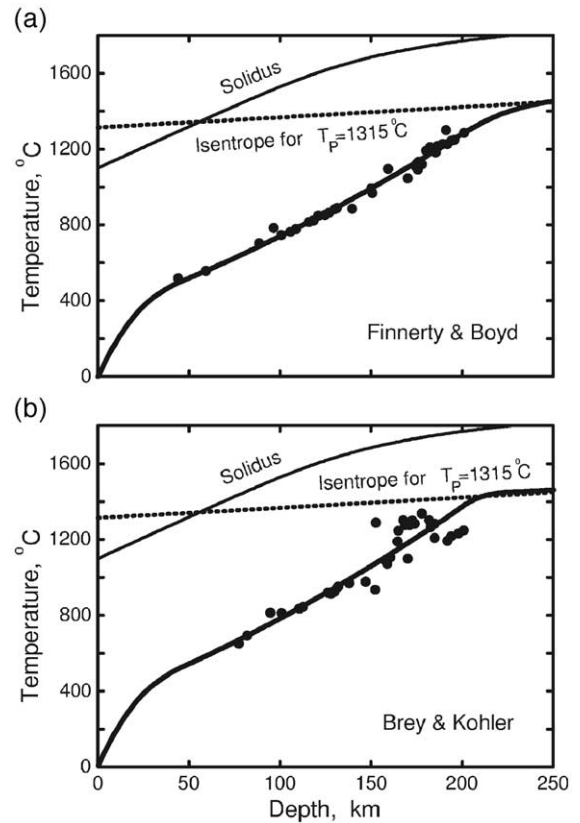 (a)
1600
1200
800
400
0
Temperature, °C
Solidus
Isentrope for T_P=1315°C
Finnerty & Boyd
(b)
1600
1200
800
400
0
Temperature, °C
Solidus
Isentrope for T_P=1315°C
Brey & Kohler
0 50 100 150 200 250
Depth, km